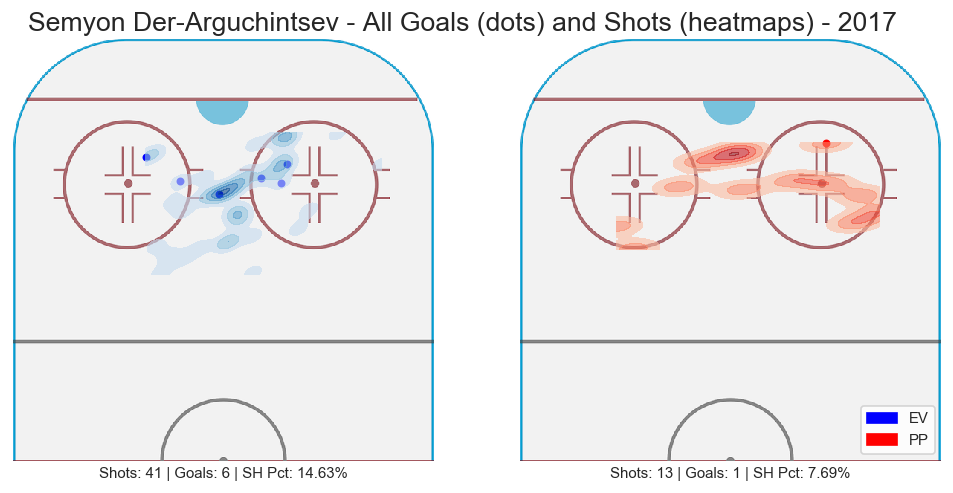 Semyon Der-Arguchintsev - All Goals (dots) and Shots (heatmaps) - 2017
EV
PP
Shots: 41 | Goals: 6 | SH Pct: 14.63%
Shots: 13 | Goals: 1 | SH Pct: 7.69%